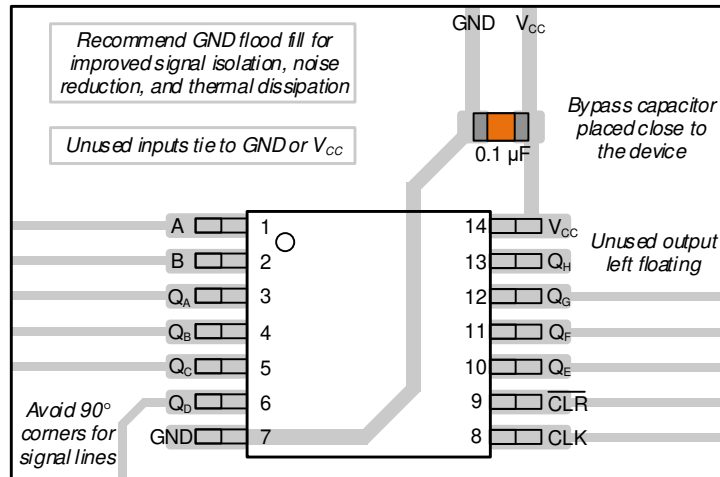 GND V_CC
Recommend GND flood fill for
improved signal isolation, noise
reduction, and thermal dissipation
Unused inputs tie to GND or V_CC
Bypass capacitor
placed close to
the device
0.1 µF
A 1 14 V_CC
B 2 13 Q_H
Unused output
left floating
Q_A 3 12 Q_G
Q_B 4 11 Q_F
Q_C 5 10 Q_E
Q_D 6 9 C̅L̅R̅
GND 7 8 CLK
Avoid 90°
corners for
signal lines